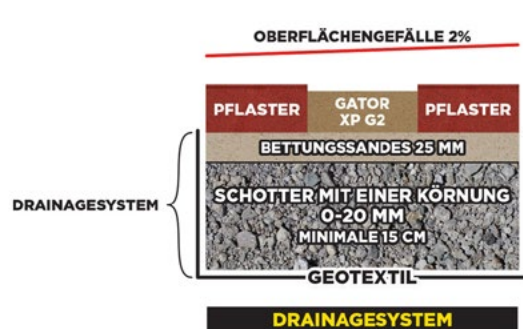 OBERFLÄCHENGEFÄLLE 2%
PFLASTER
GATOR
XP G2
PFLASTER
BETTUNGSSANDES 25 MM
DRAINAGESYSTEM
SCHOTTER MIT EINER KÖRNUNG
0-20 MM
MINIMALE 15 CM
GEOTEXTIL
DRAINAGESYSTEM